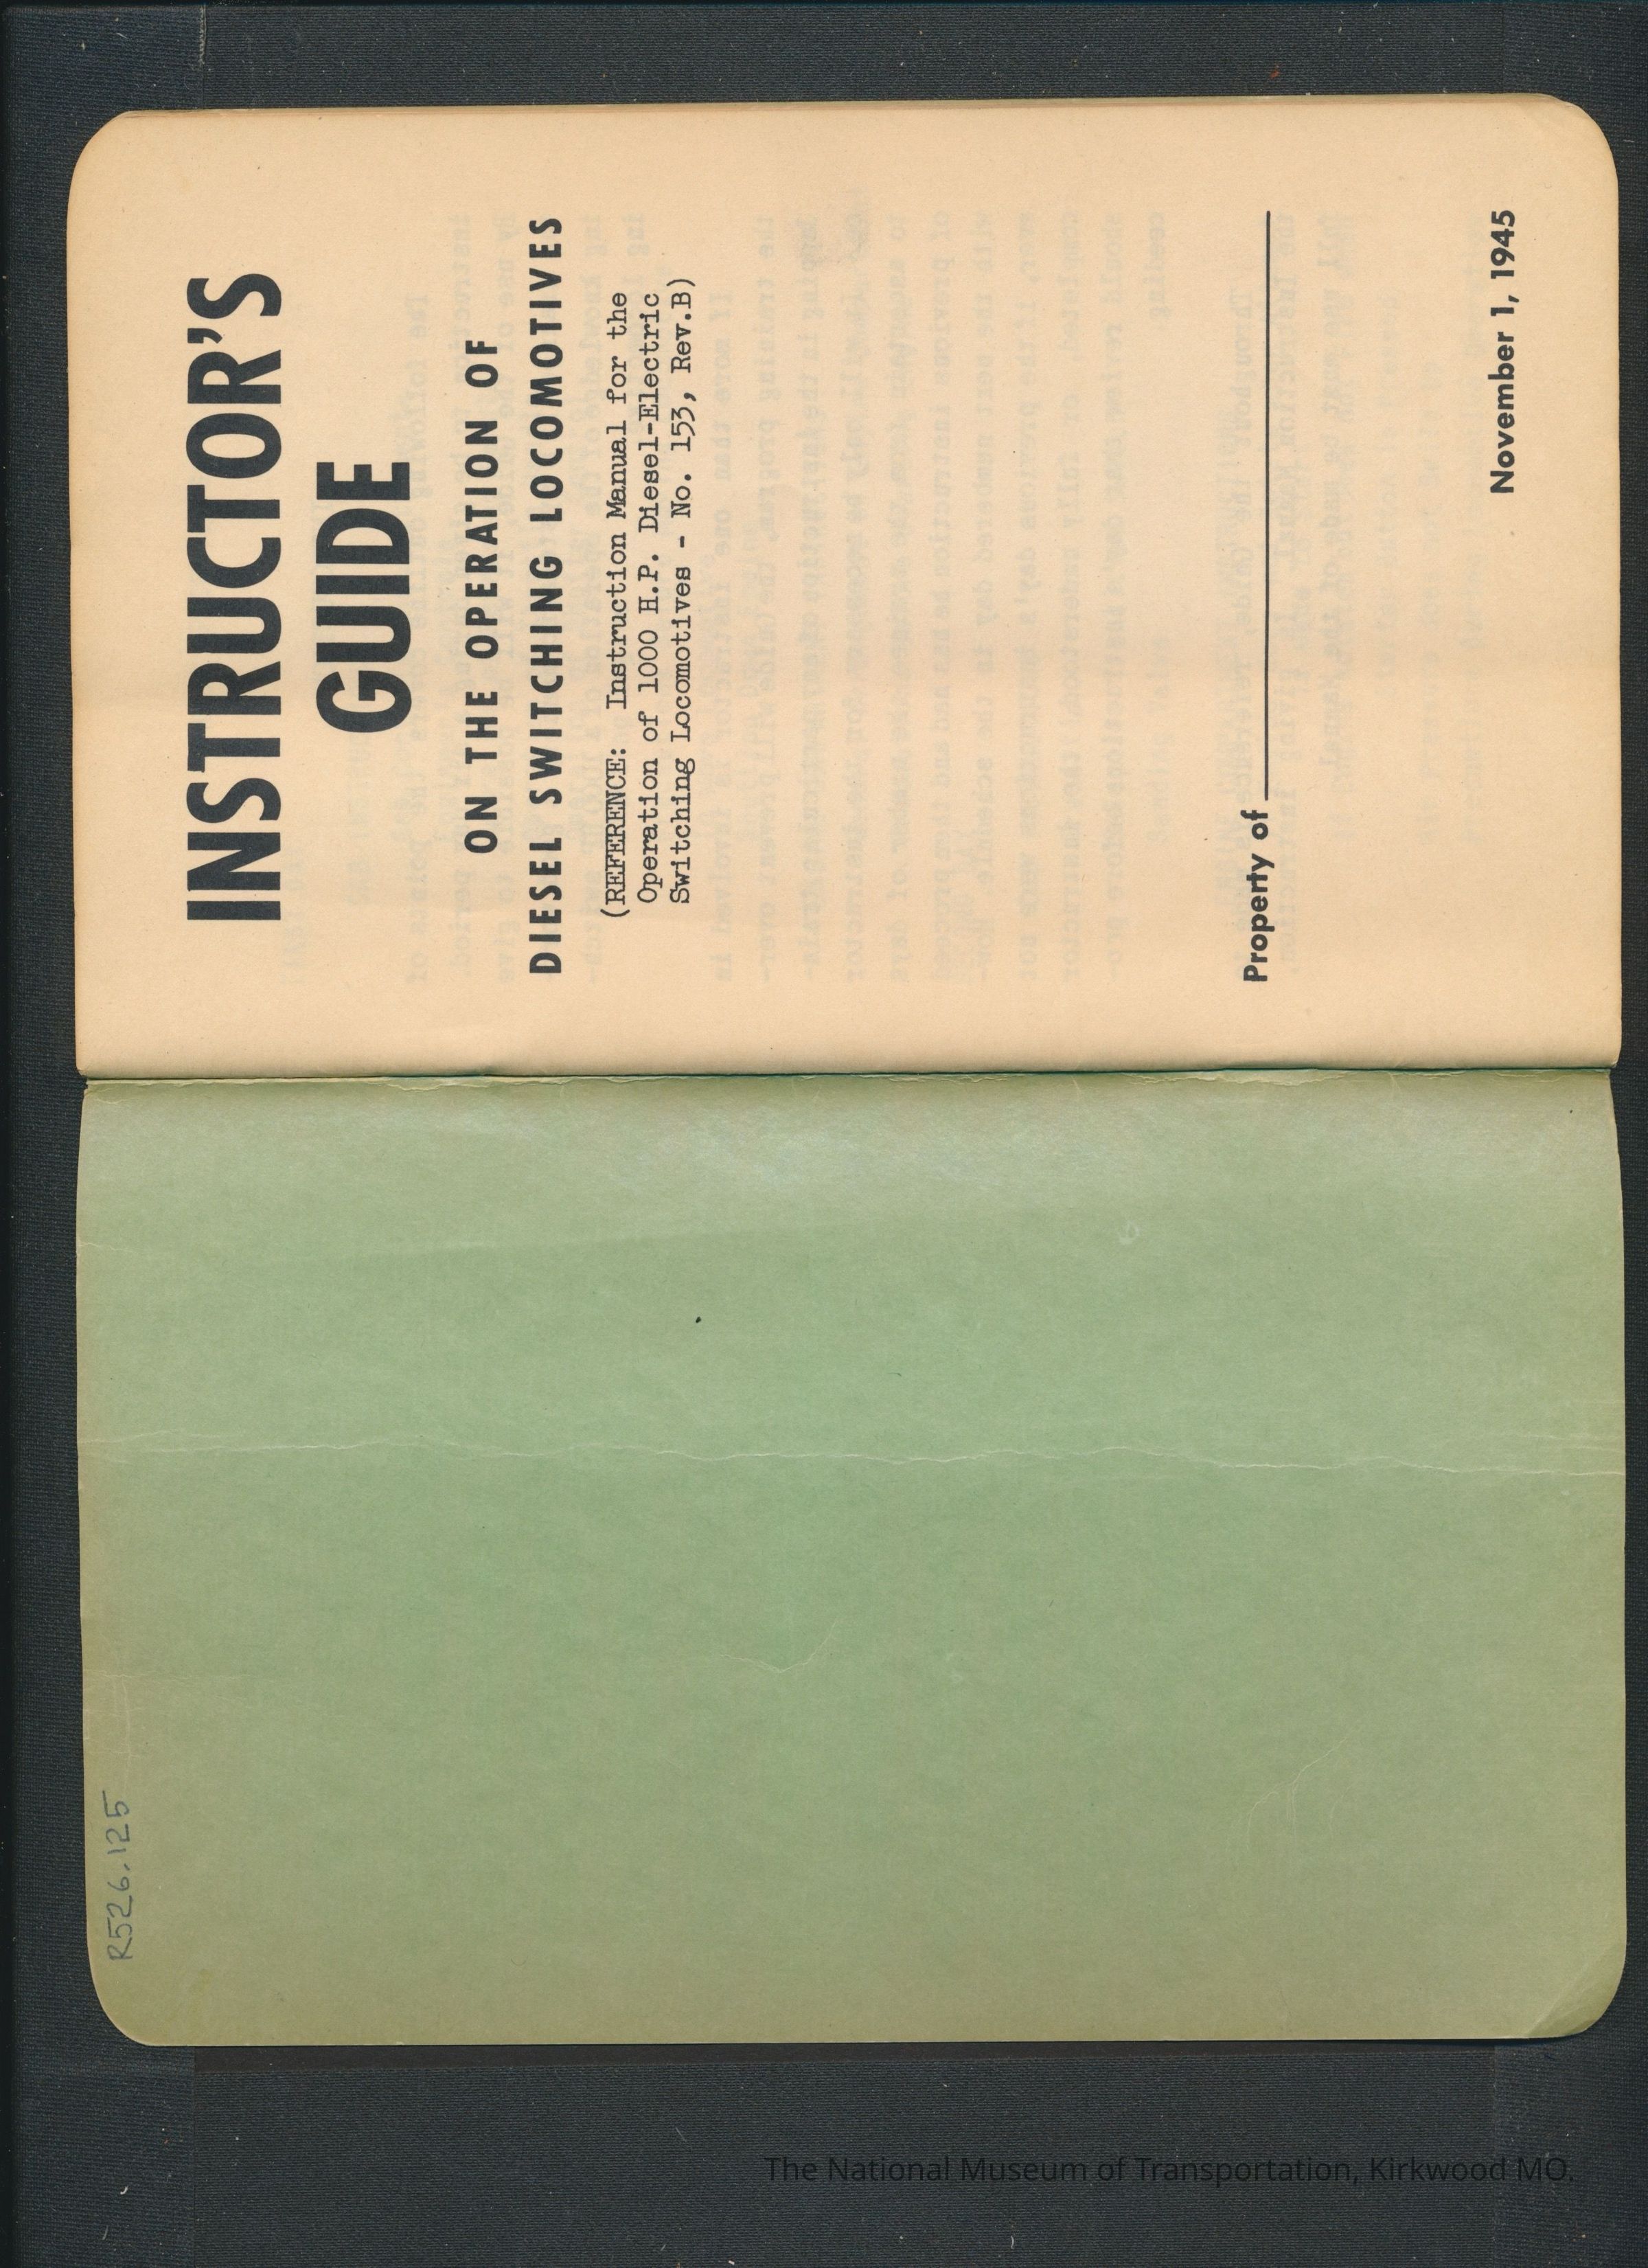 R526.125
INSTRUCTOR'S
GUIDE
ON THE OPERATION OF
DIESEL SWITCHING LOCOMOTIVES
(REFERENCE: Instruction Manual for the
Operation of 1000 H.P. Diesel-Electric
Switching Locomotives - No. 153, Rev.B)
Property of
November 1, 1945
The National Museum of Transportation, Kirkwood MO.